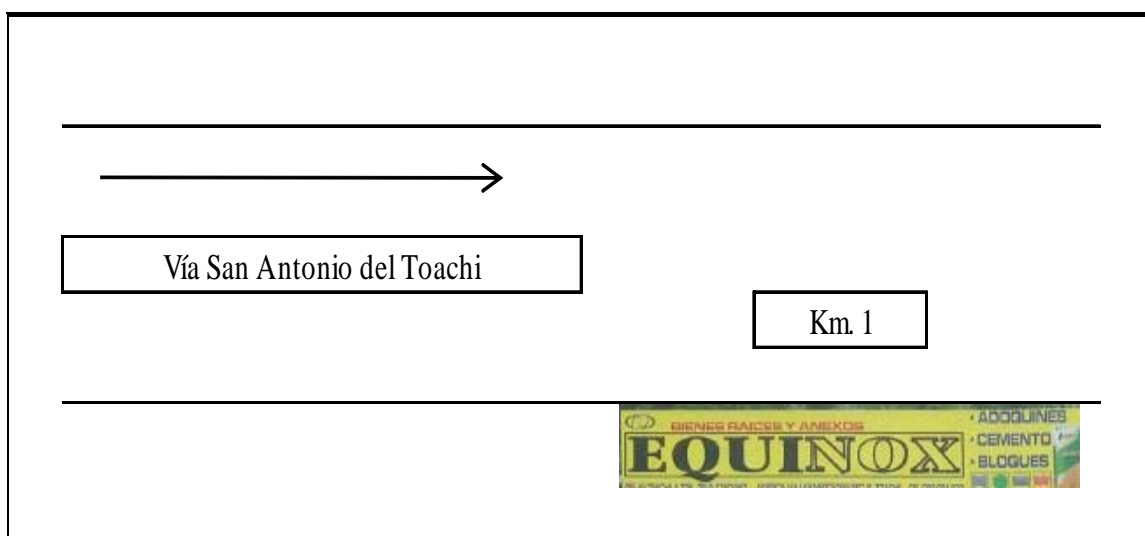 Vía San Antonio del Toachi
Km. 1
BIENES RAICES Y ANEXOS
EQUINOX
• ADOQUINES
• CEMENTO
• BLOQUES